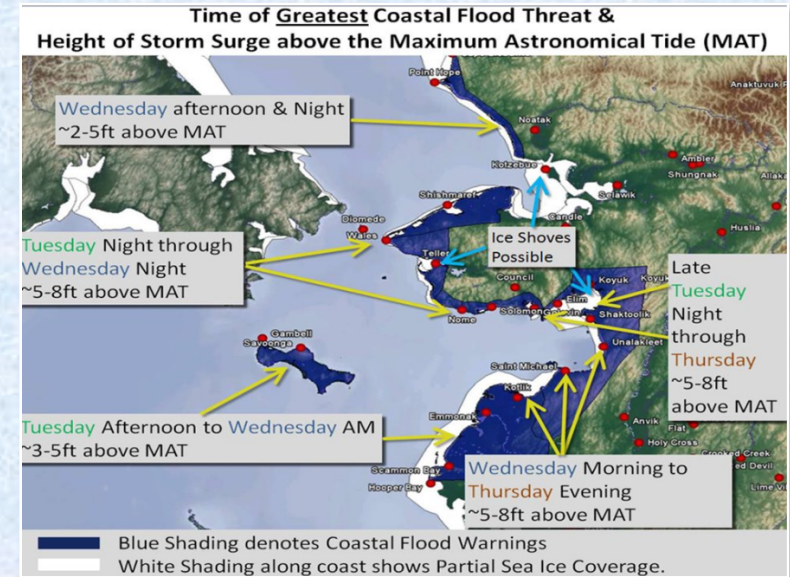 Time of Greatest Coastal Flood Threat &
Height of Storm Surge above the Maximum Astronomical Tide (MAT)
Point Hope
Anaktuvuk
Wednesday afternoon & Night
~2-5ft above MAT
Noatak
Kotzebue
Ambler
Shungnak
Selawik
Shishmaref
Diomede
Wales
Candle
Huslia
Tuesday Night through
Wednesday Night
~5-8ft above MAT
Teller
Ice Shoves
Possible
Council
Koyuk
Elim
Solomon
Nome
Shaktoolik
Unalakleet
Late
Tuesday
Night
through
Thursday
~5-8ft
above MAT
Gambell
Savoonga
Saint Michael
Kotlik
Emmonak
Anvik
Flat
Holy Cross
Crooked Creek
ed Devil
Tuesday Afternoon to Wednesday AM
~3-5ft above MAT
Scammon Bay
Hooper Bay
Wednesday Morning to
Thursday Evening
~5-8ft above MAT
Blue Shading denotes Coastal Flood Warnings
White Shading along coast shows Partial Sea Ice Coverage.